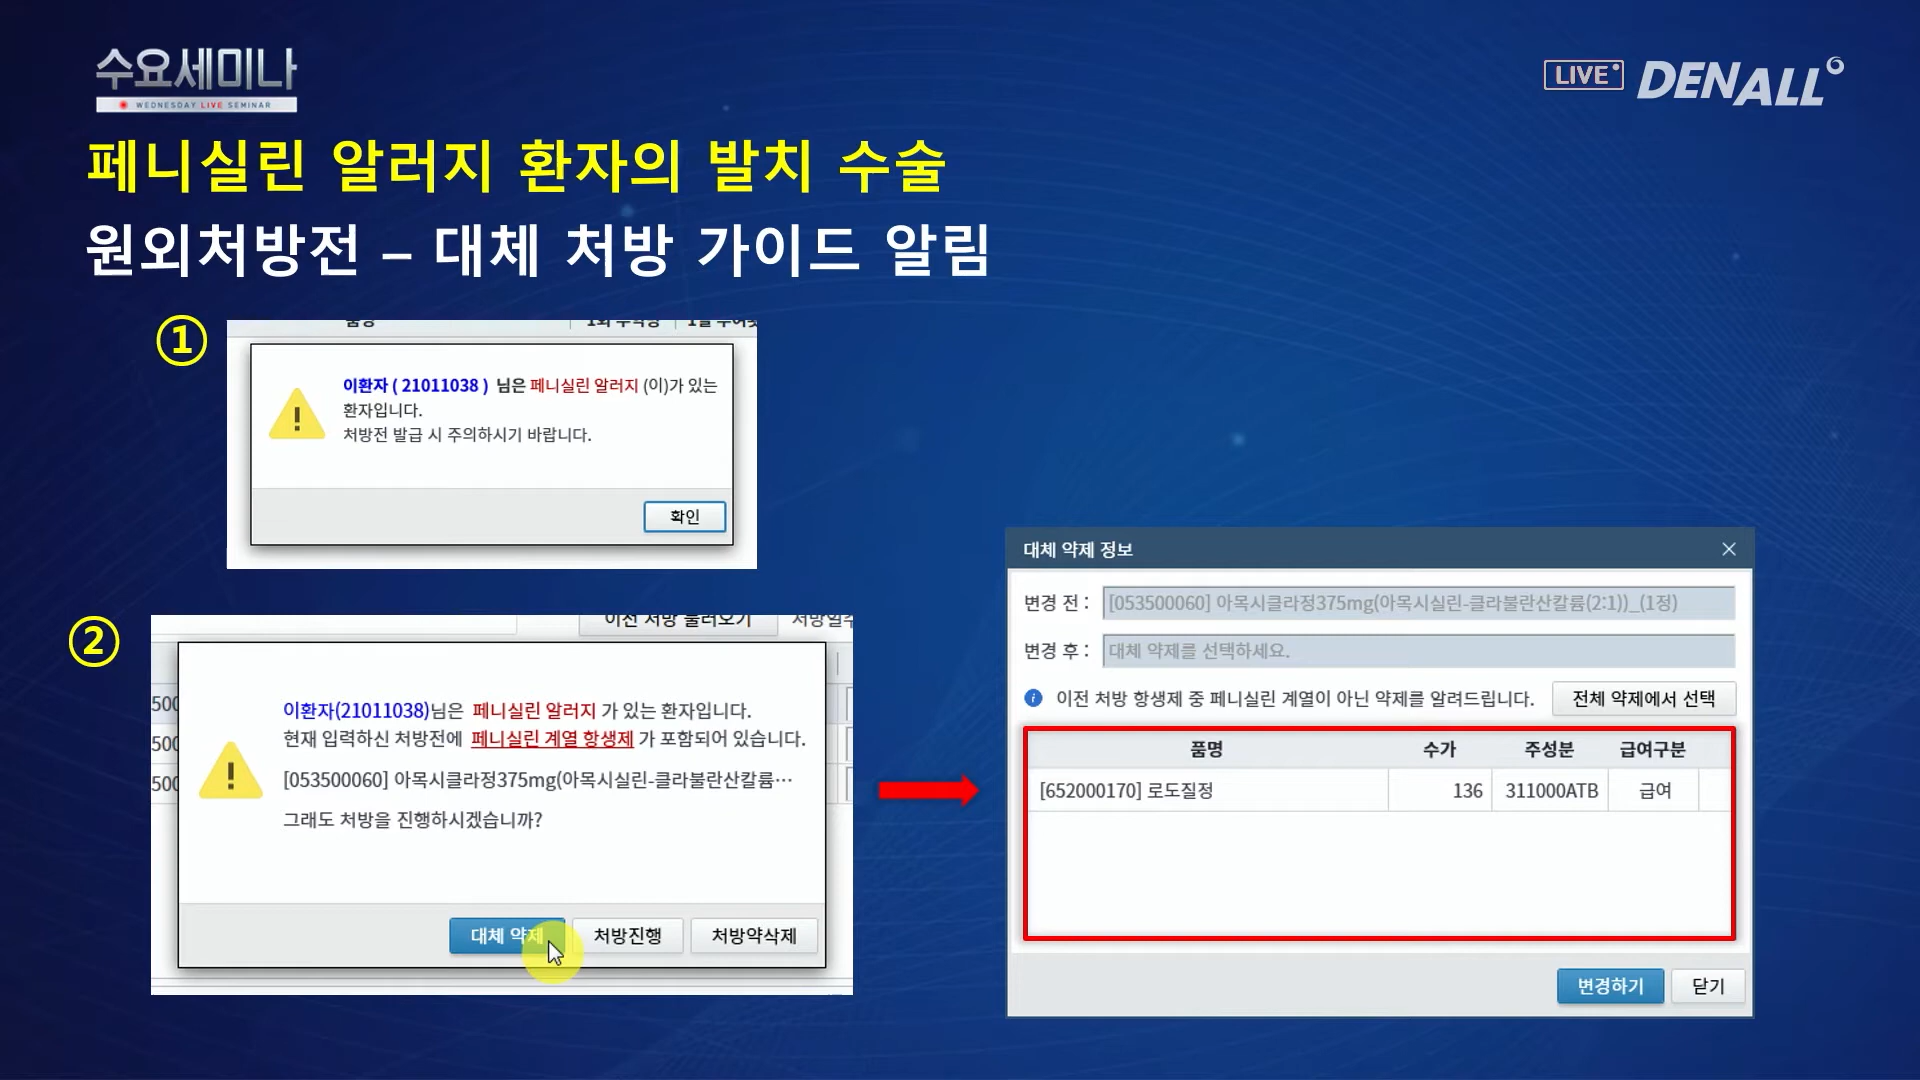 수요세미나
WEDNESDAY LIVE SEMINAR
LIVE
DENALL
페니실린 알러지 환자의 발치 수술
원외처방전 – 대체 처방 가이드 알림
①
이환자 ( 21011038 ) 님은 페니실린 알러지 (이)가 있는
환자입니다.
처방전 발급 시 주의하시기 바랍니다.
확인
②
이전 처방 불러오기
500
500
500
이환자(21011038)님은 페니실린 알러지 가 있는 환자입니다.
현재 입력하신 처방전에 페니실린 계열 항생제 가 포함되어 있습니다.
[053500060] 아목시클라정375mg(아목시실린-클라불란산칼륨···
그래도 처방을 진행하시겠습니까?
대체 약제
처방진행
처방약삭제
대체 약제 정보
변경 전 : [053500060] 아목시클라정375mg(아목시실린-클라불란산칼륨(2:1))_(1정)
변경 후 : 대체 약제를 선택하세요.
이전 처방 항생제 중 페니실린 계열이 아닌 약제를 알려드립니다. 전체 약제에서 선택
품명 수가 주성분 급여구분
[652000170] 로도질정 136 311000ATB 급여
변경하기 닫기